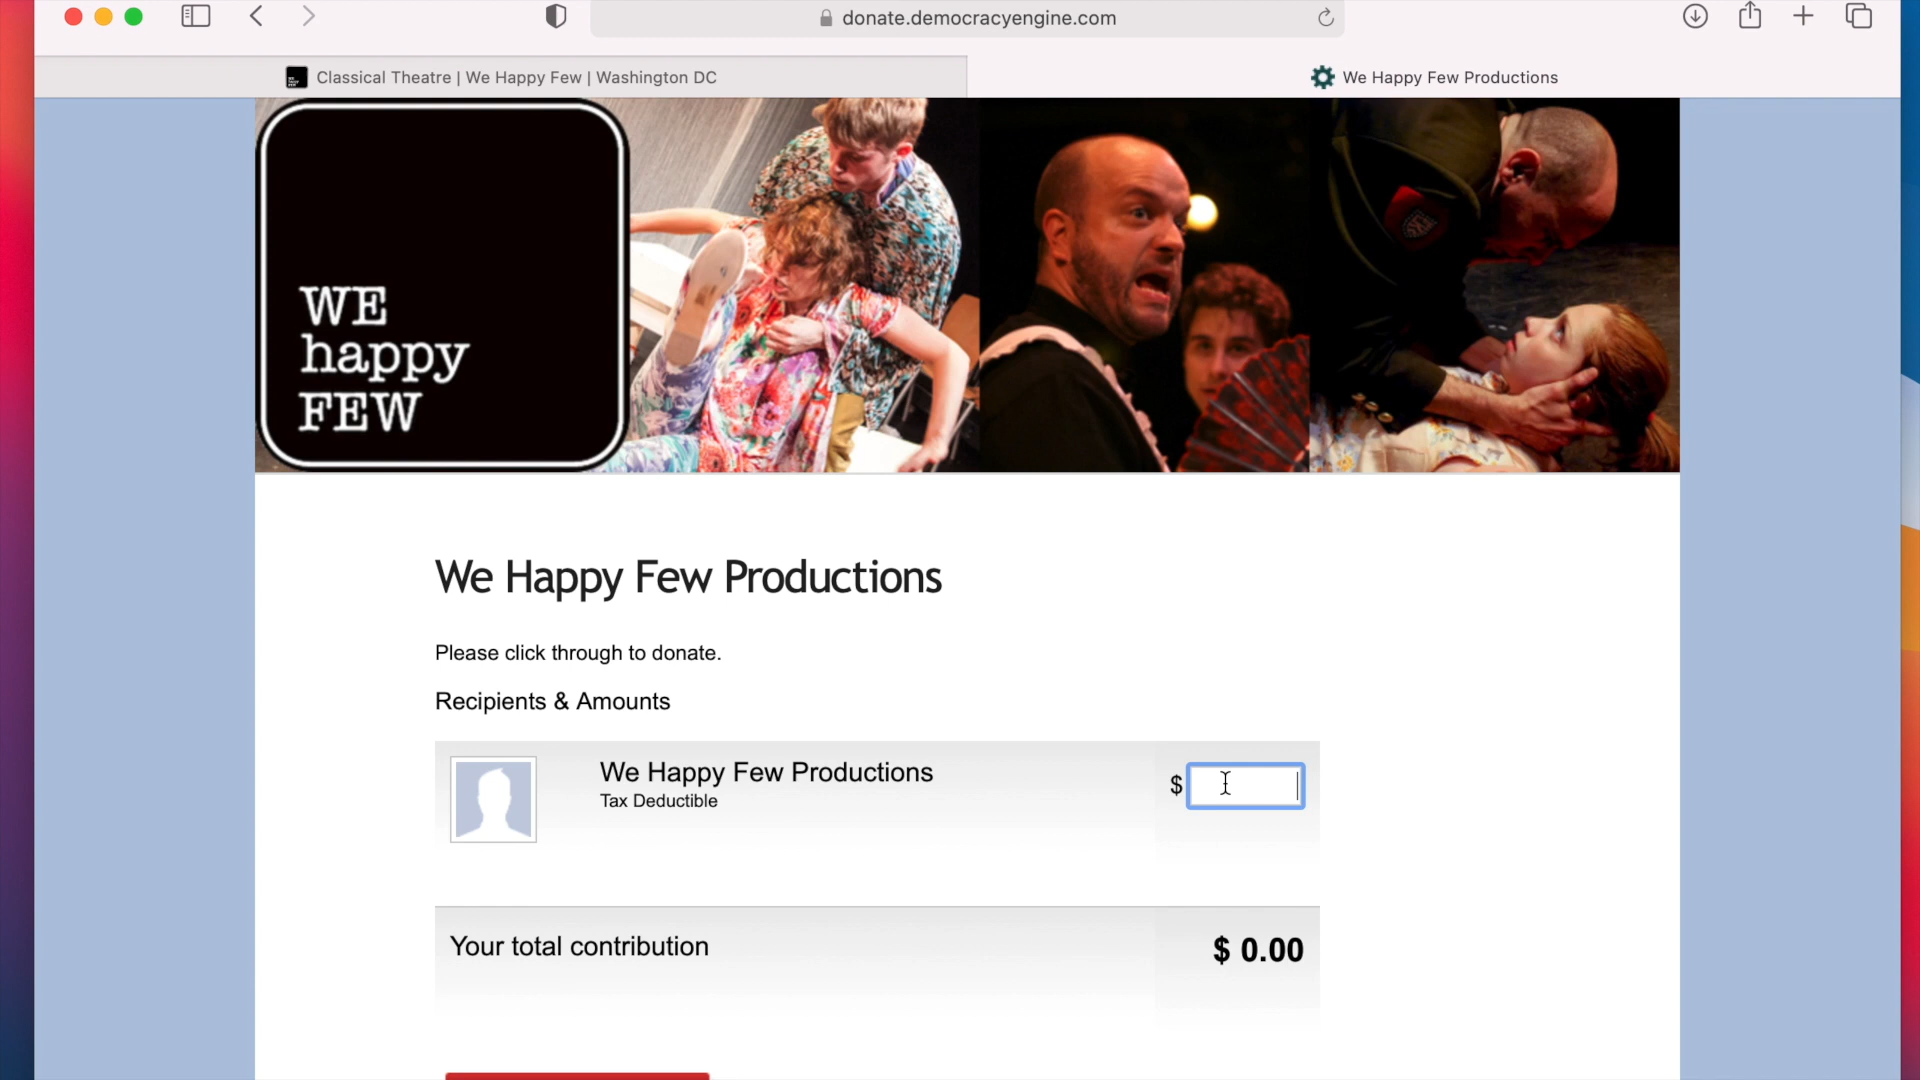 donate.democracyengine.com
Classical Theatre | We Happy Few | Washington DC
We Happy Few Productions
WE
happy
FEW
We Happy Few Productions
Please click through to donate.
Recipients & Amounts
We Happy Few Productions
$
Tax Deductible
Your total contribution
$ 0.00